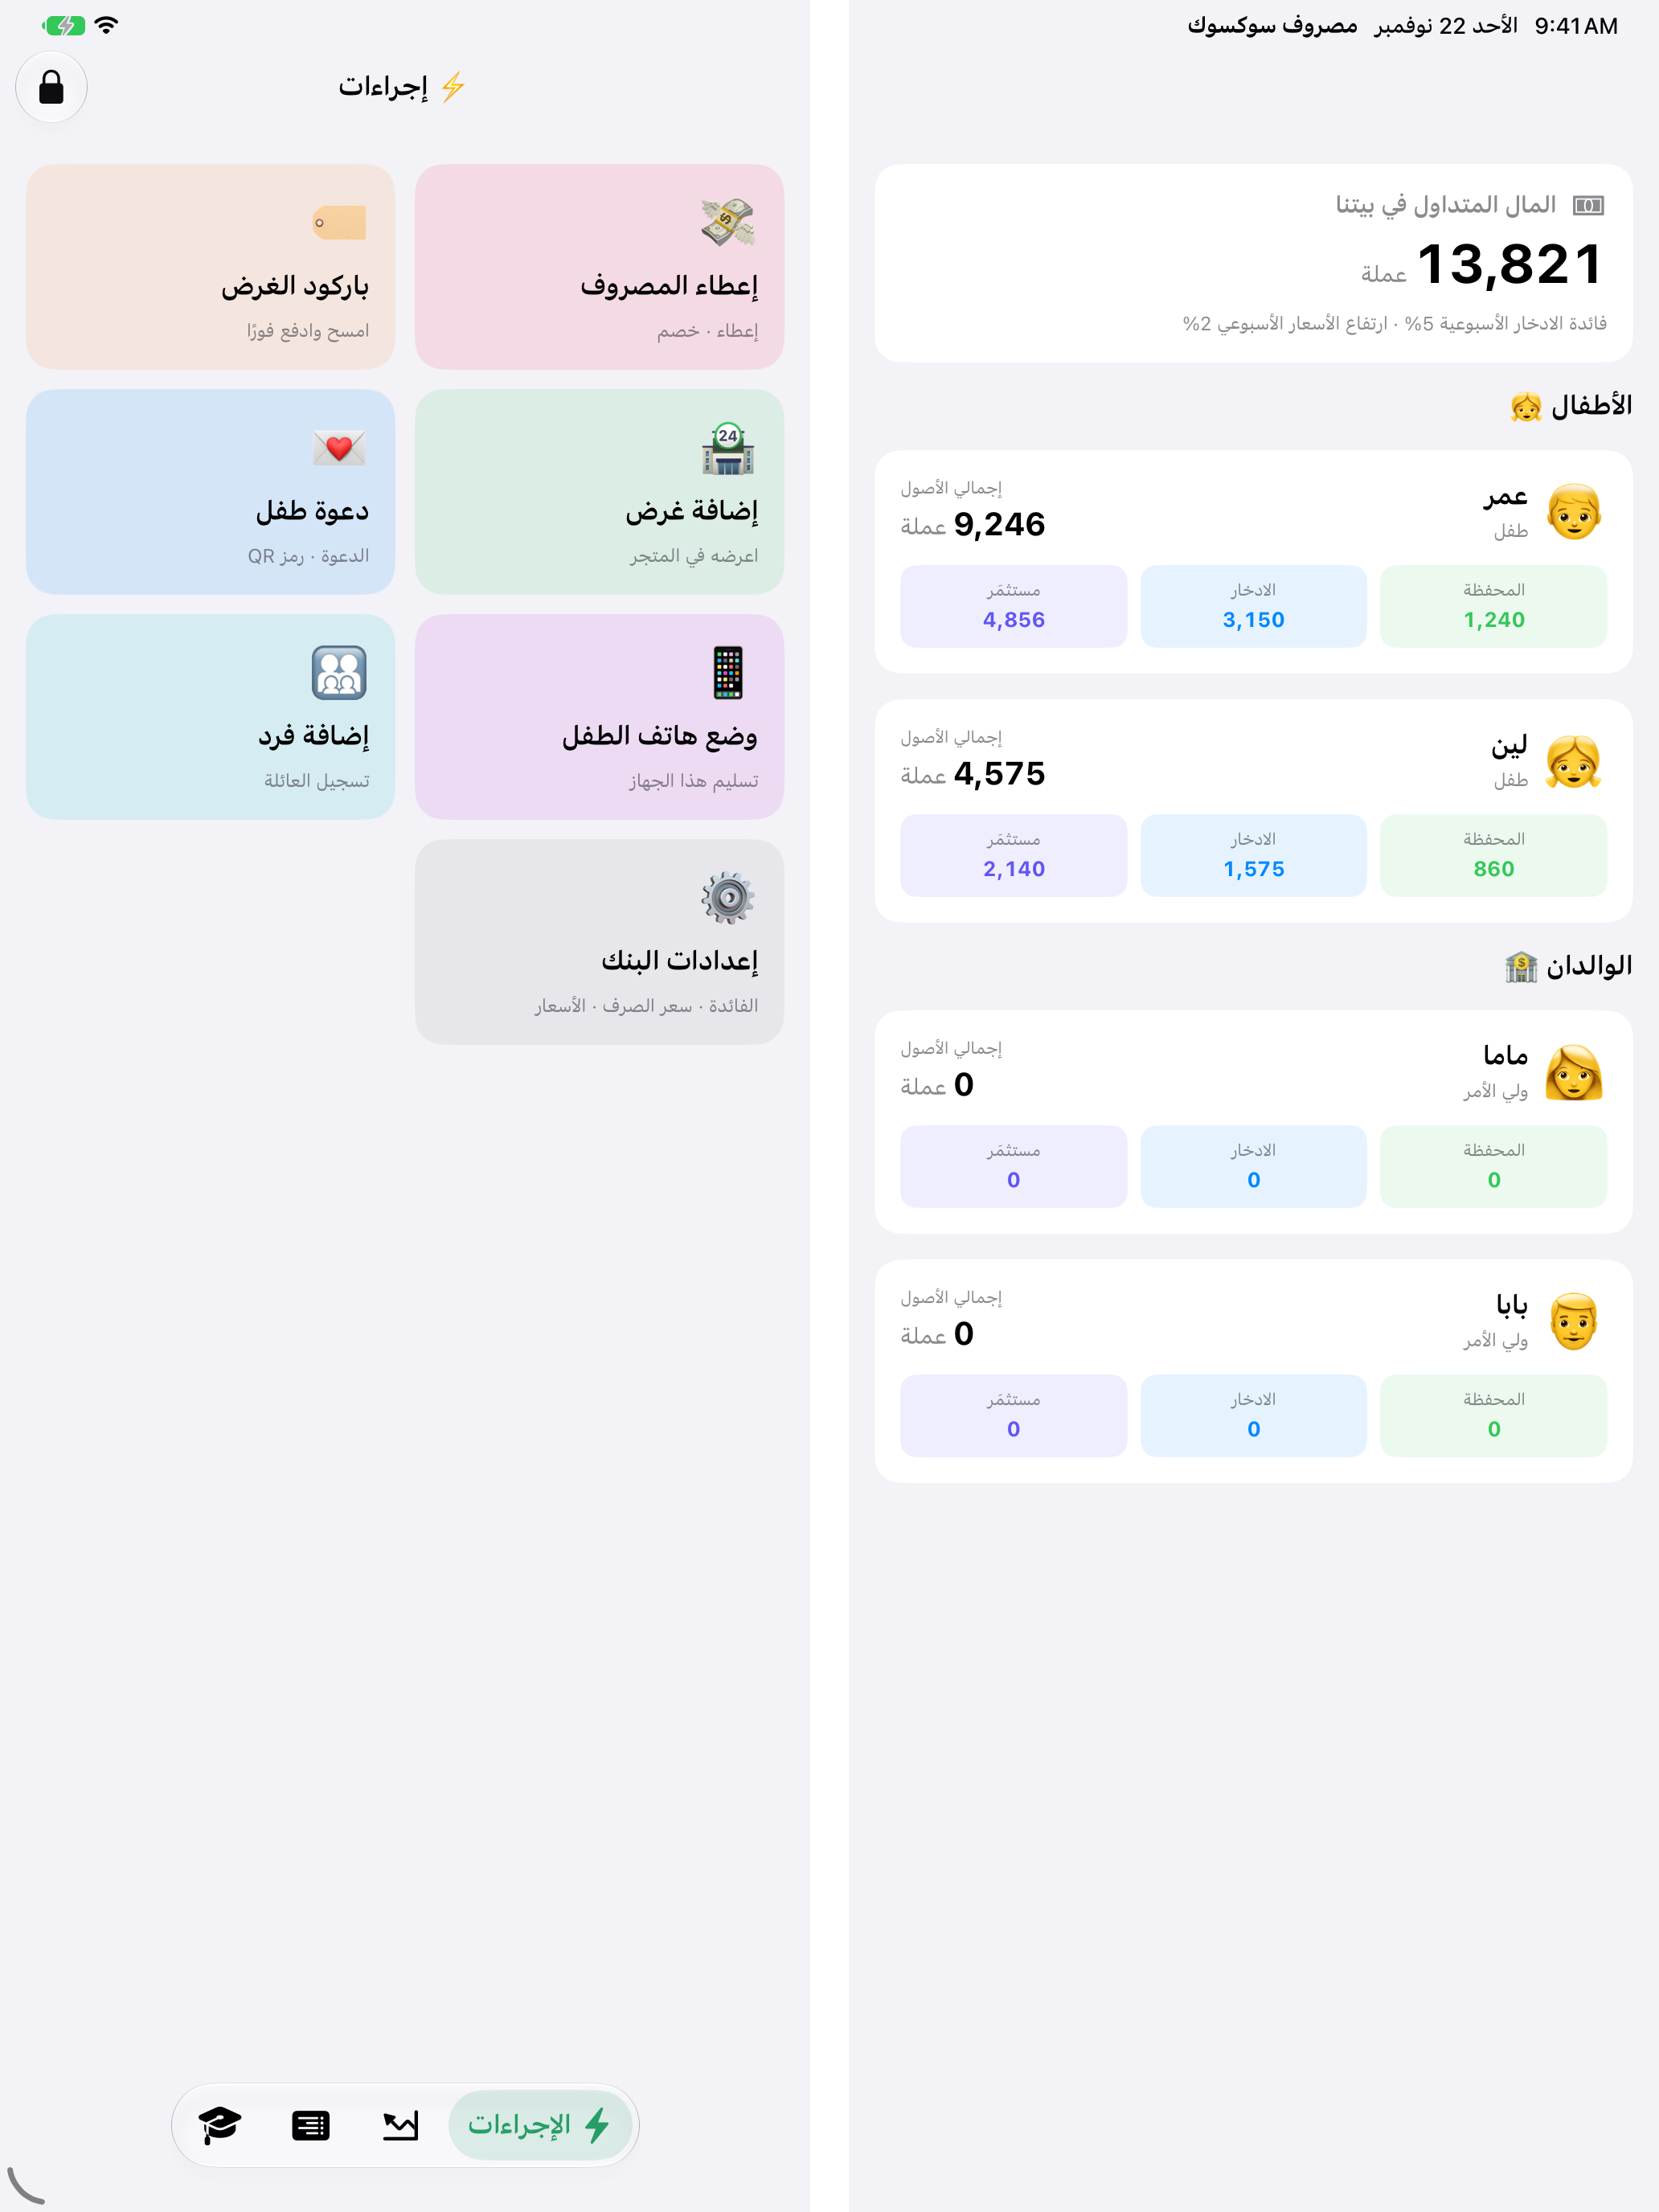 9:41 AM الأحد 22 نوفمبر مصروف سوكسوك
المال المتداول في بيتنا
13,821 عملة
فائدة الادخار الأسبوعية 5% · ارتفاع الأسعار الأسبوعي 2%
الأطفال 👧
عمر
طفل
إجمالي الأصول
9,246 عملة
المحفظة
1,240
الادخار
3,150
مستثمَر
4,856
لين
طفل
إجمالي الأصول
4,575 عملة
المحفظة
860
الادخار
1,575
مستثمَر
2,140
الوالدان 🏦
ماما
ولي الأمر
إجمالي الأصول
0 عملة
المحفظة
0
الادخار
0
مستثمَر
0
بابا
ولي الأمر
إجمالي الأصول
0 عملة
المحفظة
0
الادخار
0
مستثمَر
0
⚡ إجراءات
إعطاء المصروف
إعطاء · خصم
باركود الغرض
امسح وادفع فورًا
24
إضافة غرض
اعرضه في المتجر
دعوة طفل
الدعوة · رمز QR
وضع هاتف الطفل
تسليم هذا الجهاز
إضافة فرد
تسجيل العائلة
إعدادات البنك
الفائدة · سعر الصرف · الأسعار
الإجراءات